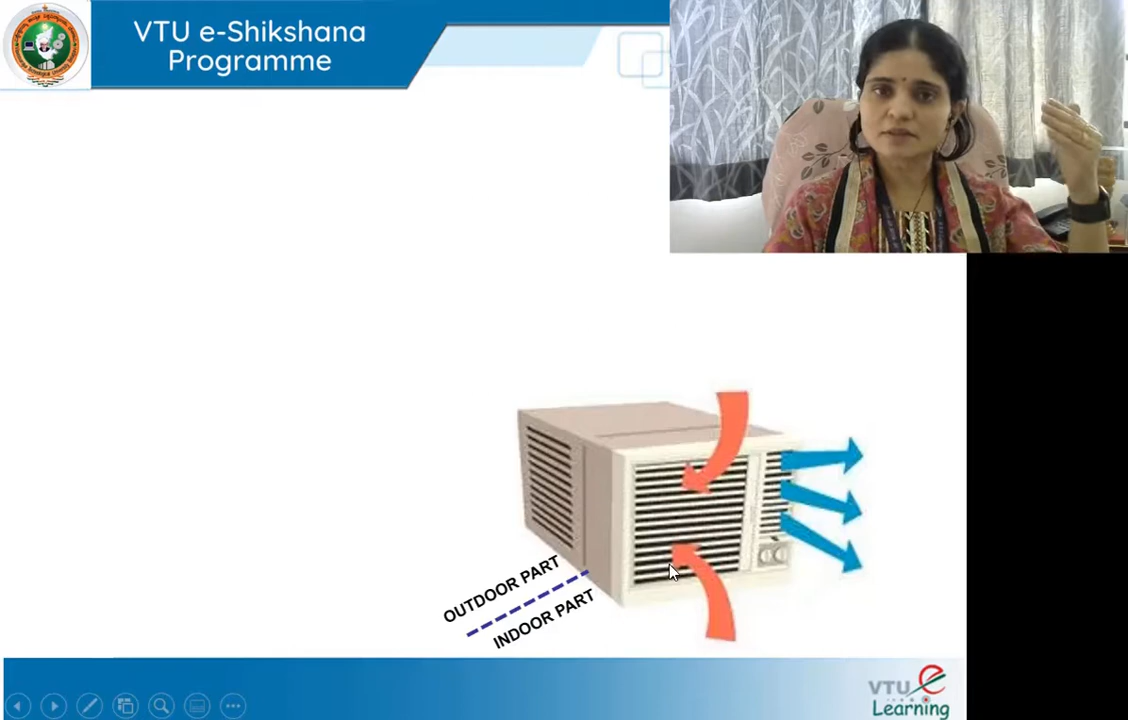 VTU e-Shikshana
Programme
OUTDOOR PART
INDOOR PART
VTU e
Learning